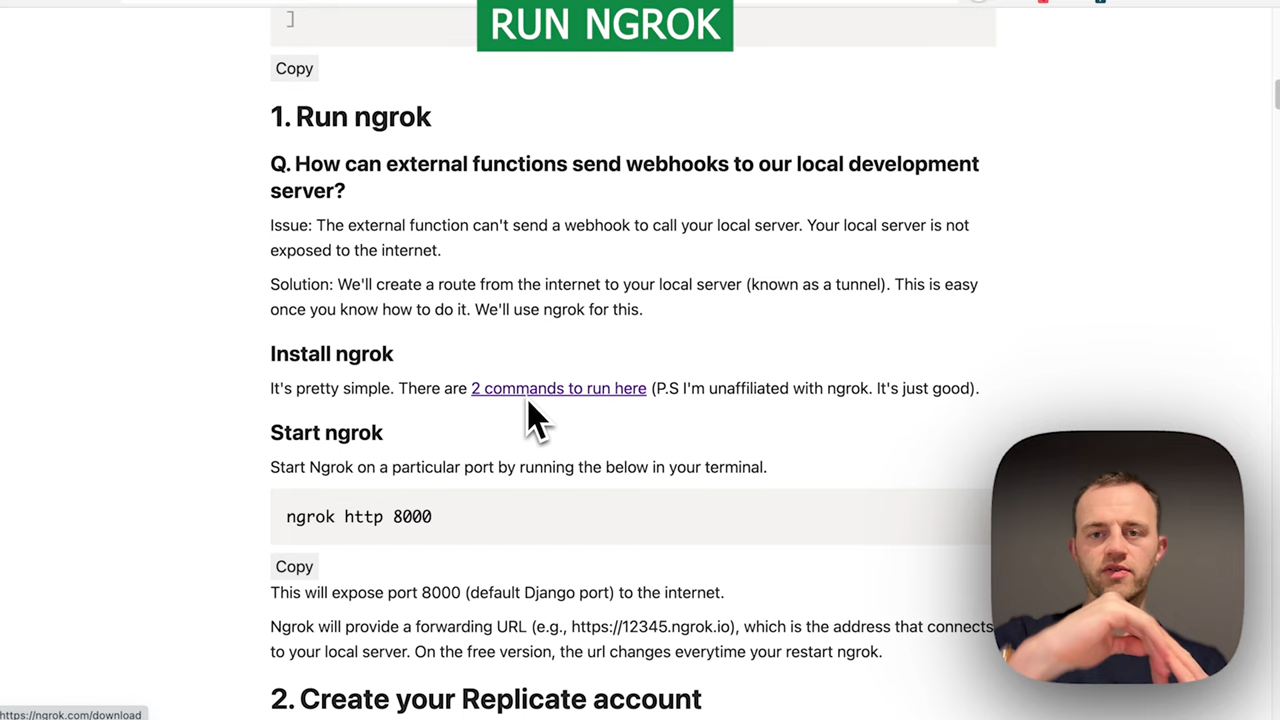 ]
RUN NGROK
Copy
1. Run ngrok
Q. How can external functions send webhooks to our local development
server?
Issue: The external function can't send a webhook to call your local server. Your local server is not
exposed to the internet.
Solution: We'll create a route from the internet to your local server (known as a tunnel). This is easy
once you know how to do it. We'll use ngrok for this.
Install ngrok
It's pretty simple. There are 2 commands to run here (P.S I'm unaffiliated with ngrok. It's just good).
Start ngrok
Start Ngrok on a particular port by running the below in your terminal.
ngrok http 8000
Copy
This will expose port 8000 (default Django port) to the internet.
Ngrok will provide a forwarding URL (e.g., https://12345.ngrok.io), which is the address that connects
to your local server. On the free version, the url changes everytime your restart ngrok.
2. Create your Replicate account
https://ngrok.com/download